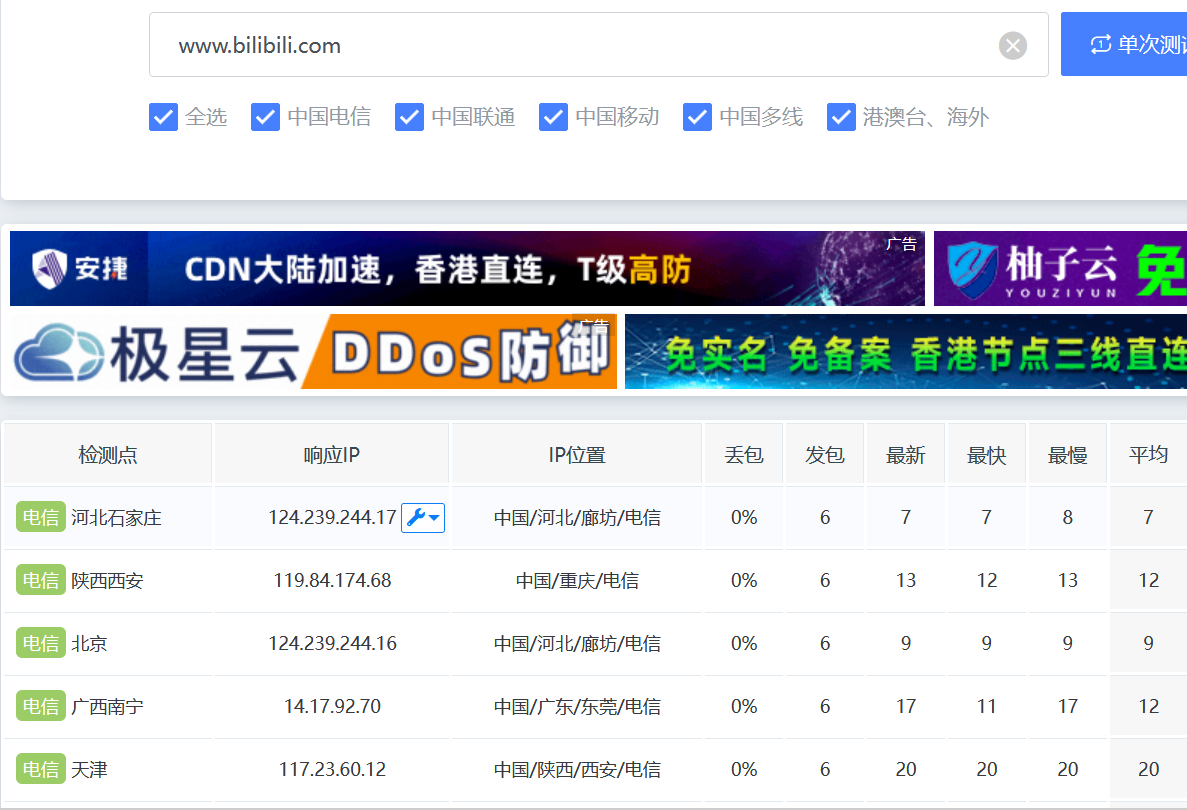 www.bilibili.com
单次测
全选 中国电信 中国联通 中国移动 中国多线 港澳台、海外
安捷 CDN大陆加速，香港直连，T级高防 广告
柚子云 免
YOUZIYUN
极星云 DDoS防御 广告
免实名 免备案 香港节点三线直连
检测点 响应IP IP位置 丢包 发包 最新 最快 最慢 平均
电信 河北石家庄 124.239.244.17 中国/河北/廊坊/电信 0% 6 7 7 8 7
电信 陕西西安 119.84.174.68 中国/重庆/电信 0% 6 13 12 13 12
电信 北京 124.239.244.16 中国/河北/廊坊/电信 0% 6 9 9 9 9
电信 广西南宁 14.17.92.70 中国/广东/东莞/电信 0% 6 17 11 17 12
电信 天津 117.23.60.12 中国/陕西/西安/电信 0% 6 20 20 20 20